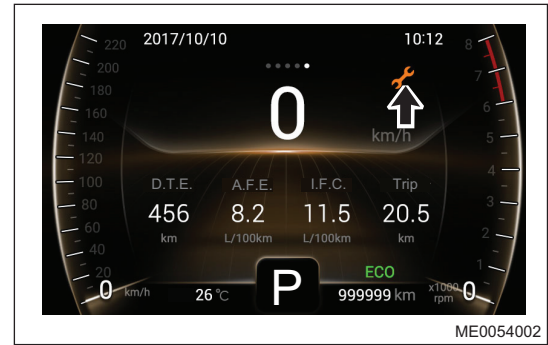 2017/10/10 10:12
220
200
180
160
140
120
100
80
60
40
20
0 km/h
8
7
6
5
4
3
2
1
x1000 rpm 0
0
km/h
D.T.E. A.F.E. I.F.C. Trip
456 8.2 11.5 20.5
km L/100km L/100km km
ECO
26 °C P 999999 km
ME0054002